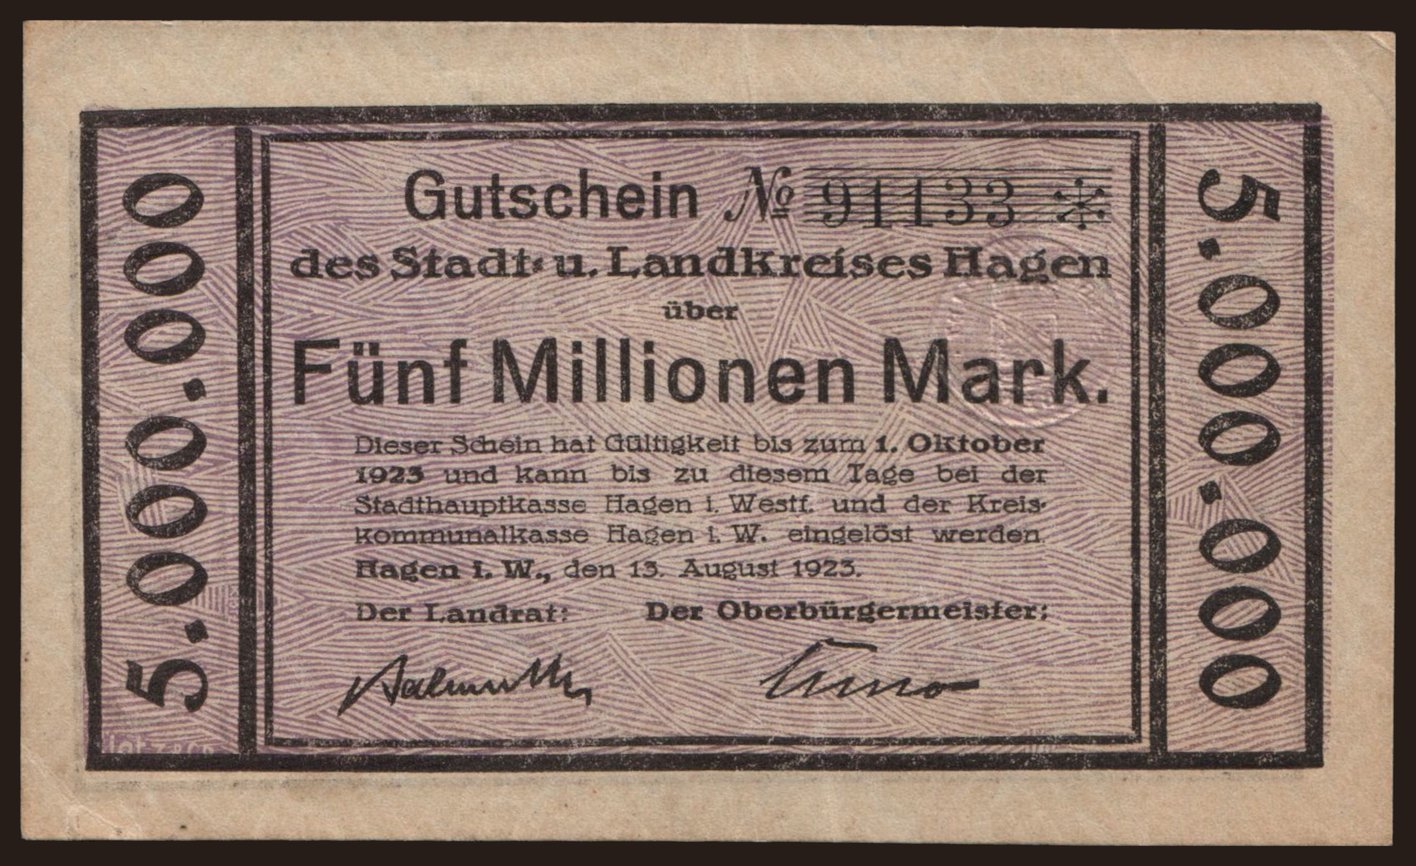 5.000.000
Gutschein № 94133 *
des Stadt- u. Landkreises Hagen
über
Fünf Millionen Mark.
Dieser Schein hat Gültigkeit bis zum 1. Oktober
1923 und kann bis zu diesem Tage bei der
Stadthauptkasse Hagen i. Westf. und der Kreis-
kommunalkasse Hagen i. W. eingelöst werden.
Hagen i. W., den 13. August 1923.
Der Landrat: Der Oberbürgermeister:
Cuno
5.000.000